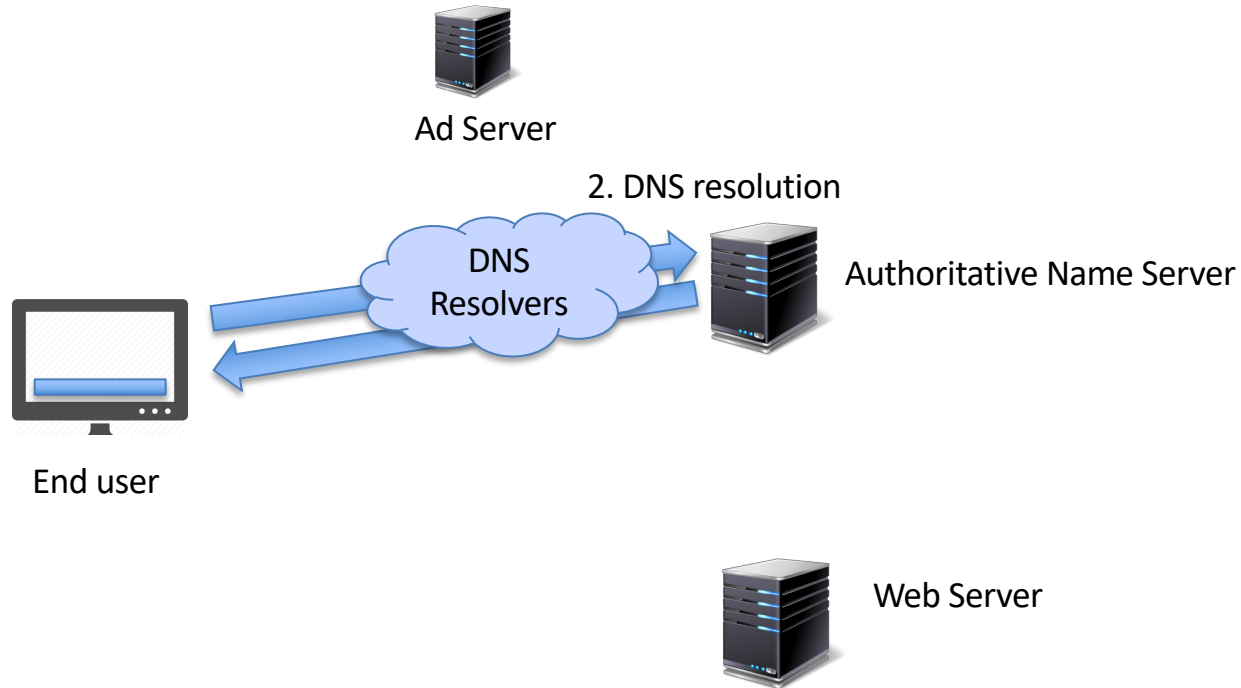 Ad Server
2. DNS resolution
DNS
Resolvers
Authoritative Name Server
End user
Web Server